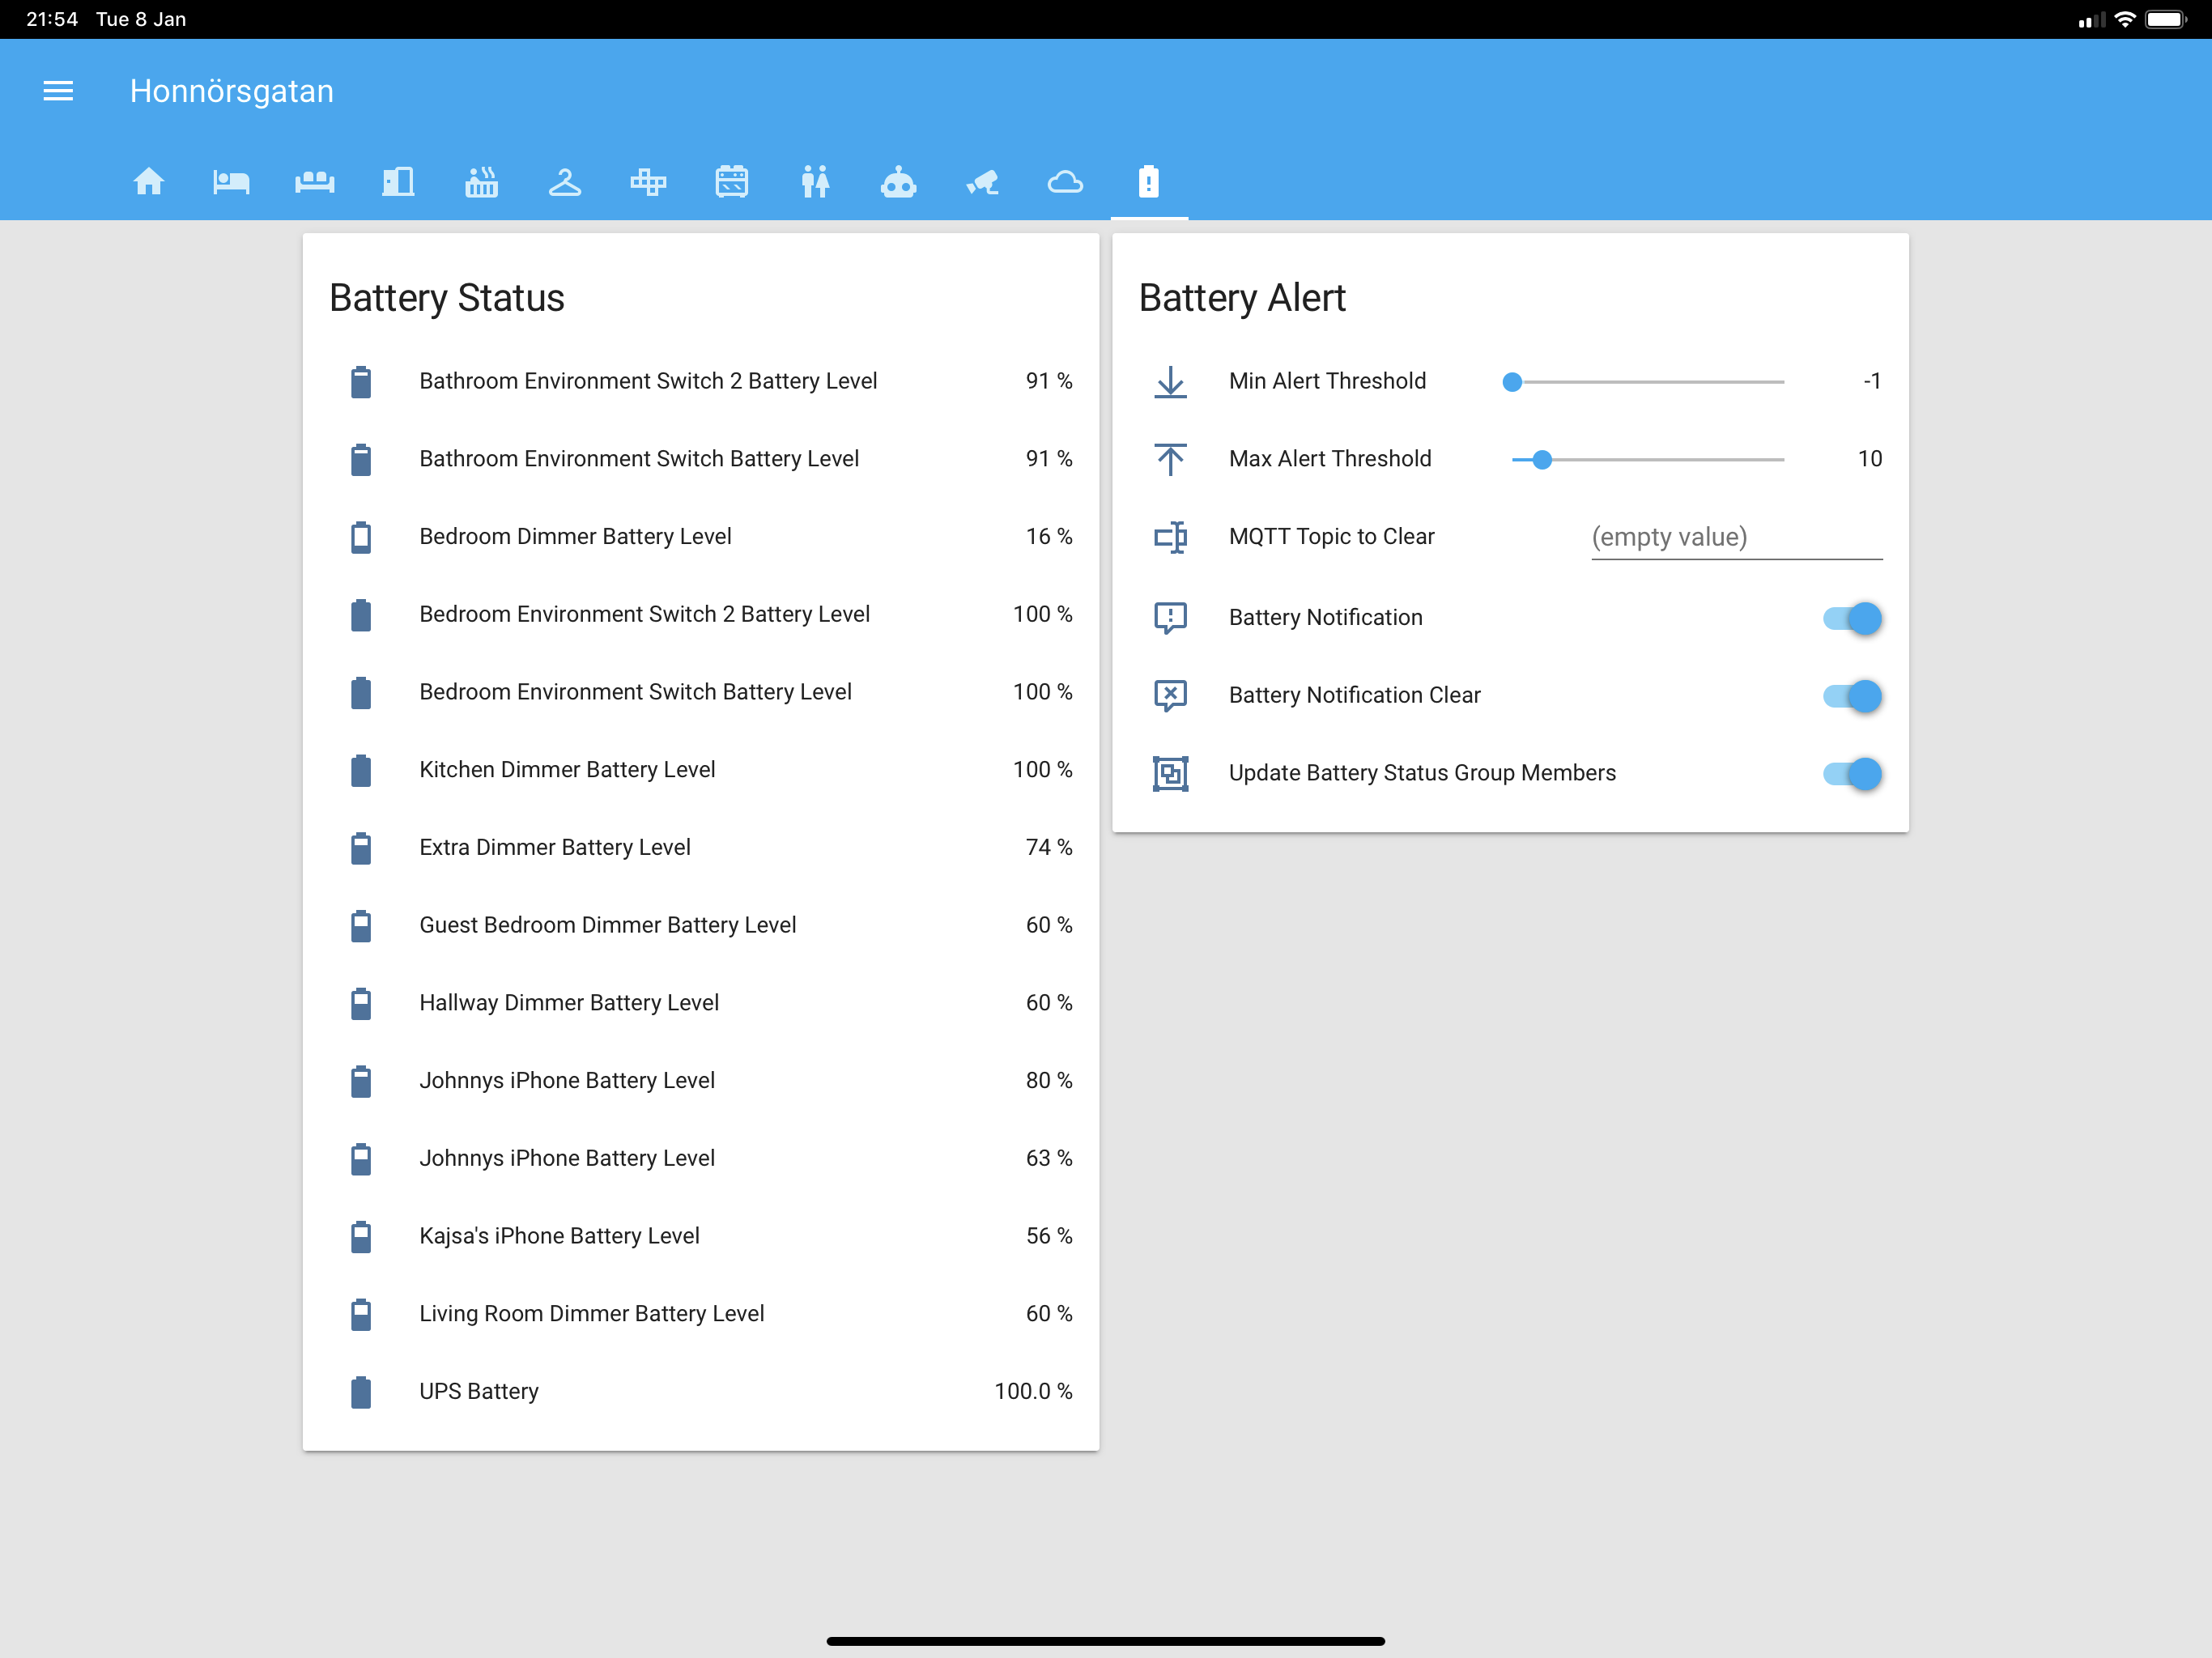 21:54 Tue 8 Jan
Honnörsgatan
Battery Status
Bathroom Environment Switch 2 Battery Level 91 %
Bathroom Environment Switch Battery Level 91 %
Bedroom Dimmer Battery Level 16 %
Bedroom Environment Switch 2 Battery Level 100 %
Bedroom Environment Switch Battery Level 100 %
Kitchen Dimmer Battery Level 100 %
Extra Dimmer Battery Level 74 %
Guest Bedroom Dimmer Battery Level 60 %
Hallway Dimmer Battery Level 60 %
Johnnys iPhone Battery Level 80 %
Johnnys iPhone Battery Level 63 %
Kajsa's iPhone Battery Level 56 %
Living Room Dimmer Battery Level 60 %
UPS Battery 100.0 %
Battery Alert
Min Alert Threshold -1
Max Alert Threshold 10
MQTT Topic to Clear (empty value)
Battery Notification
Battery Notification Clear
Update Battery Status Group Members